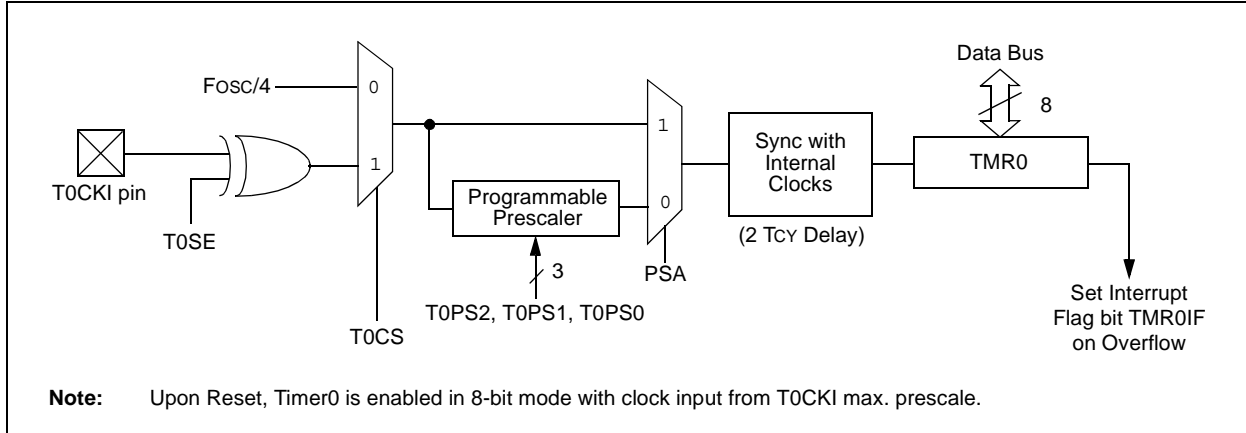 Data Bus
FOSC/4
0
8
1
Sync with
Internal
Clocks
TMR0
1
T0CKI pin
Programmable
Prescaler
0
T0SE
(2 TCY Delay)
3
PSA
T0PS2, T0PS1, T0PS0
Set Interrupt
Flag bit TMR0IF
on Overflow
T0CS
Note: Upon Reset, Timer0 is enabled in 8-bit mode with clock input from T0CKI max. prescale.